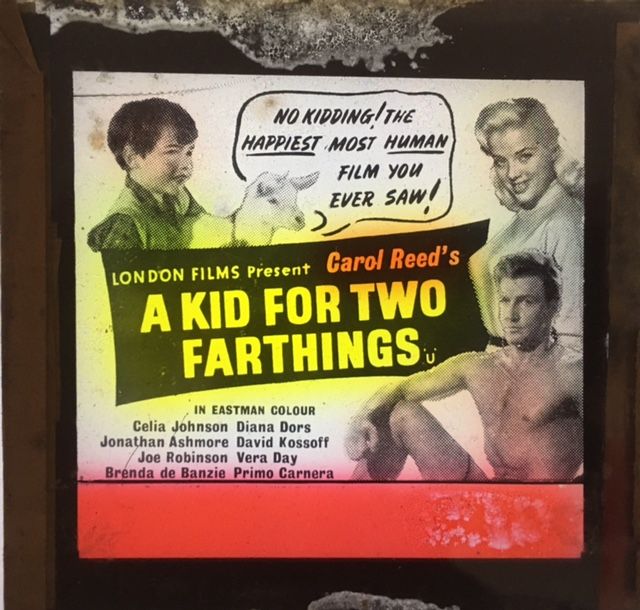 NO KIDDING! THE
HAPPIEST, MOST HUMAN
FILM YOU
EVER SAW!
LONDON FILMS Present Carol Reed's
A KID FOR TWO
FARTHINGS U
IN EASTMAN COLOUR
Celia Johnson Diana Dors
Jonathan Ashmore David Kossoff
Joe Robinson Vera Day
Brenda de Banzie Primo Carnera